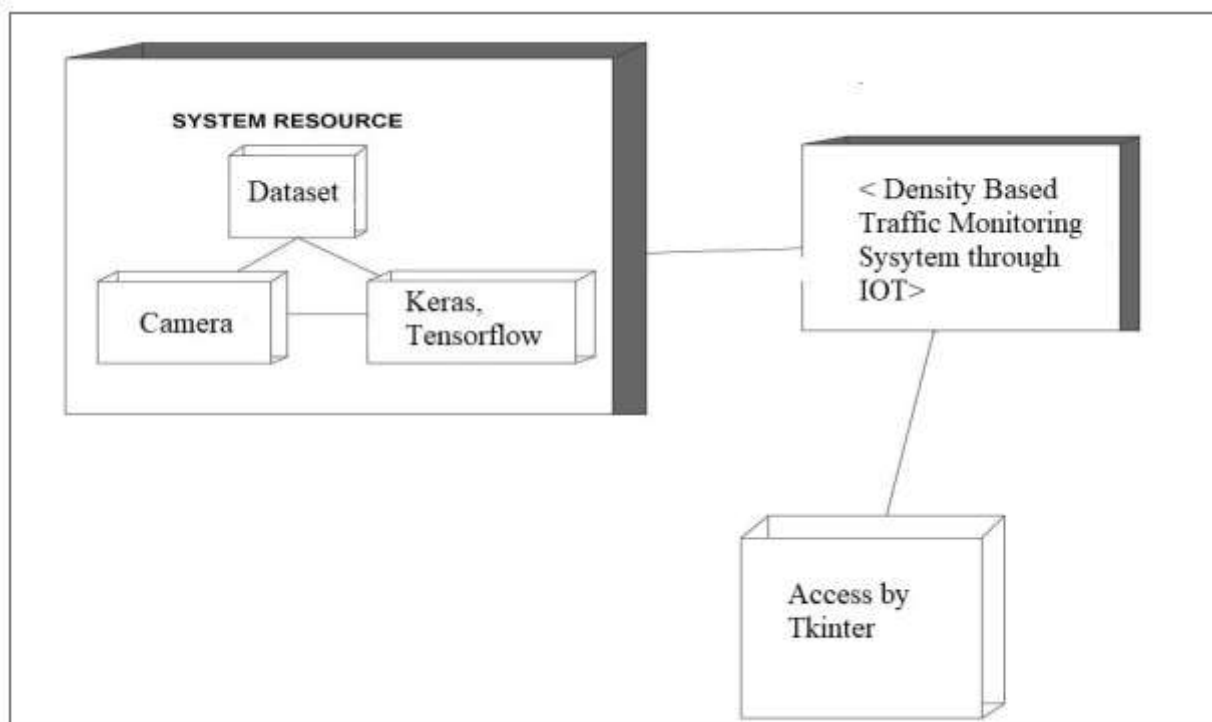 SYSTEM RESOURCE
Dataset
Camera
Keras,
Tensorflow
< Density Based
Traffic Monitoring
Sysytem through
IOT>
Access by
Tkinter